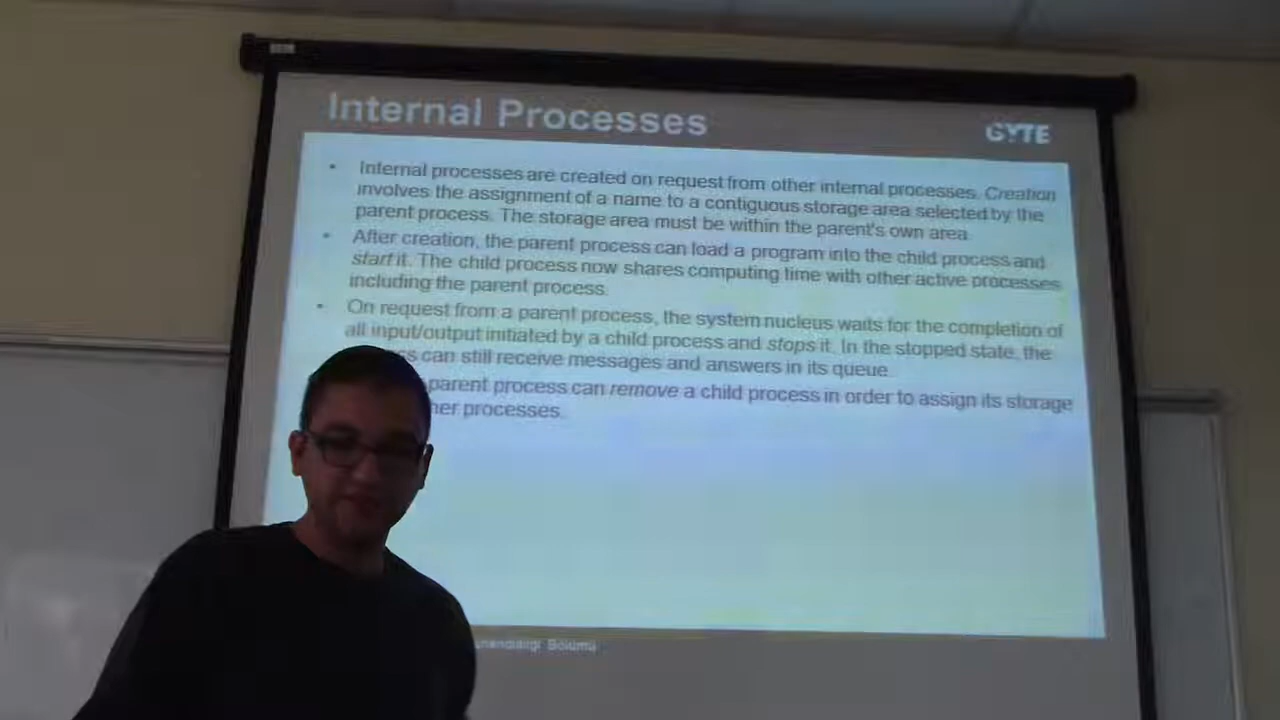 Internal Processes
GYTE
• Internal processes are created on request from other internal processes. Creation
involves the assignment of a name to a contiguous storage area selected by the
parent process. The storage area must be within the parent's own area.
• After creation, the parent process can load a program into the child process and
start it. The child process now shares computing time with other active processes
including the parent process.
• On request from a parent process, the system nucleus waits for the completion of
all input/output initiated by a child process and stops it. In the stopped state, the
can still receive messages and answers in its queue.
parent process can remove a child process in order to assign its storage
processes.
Bölümü